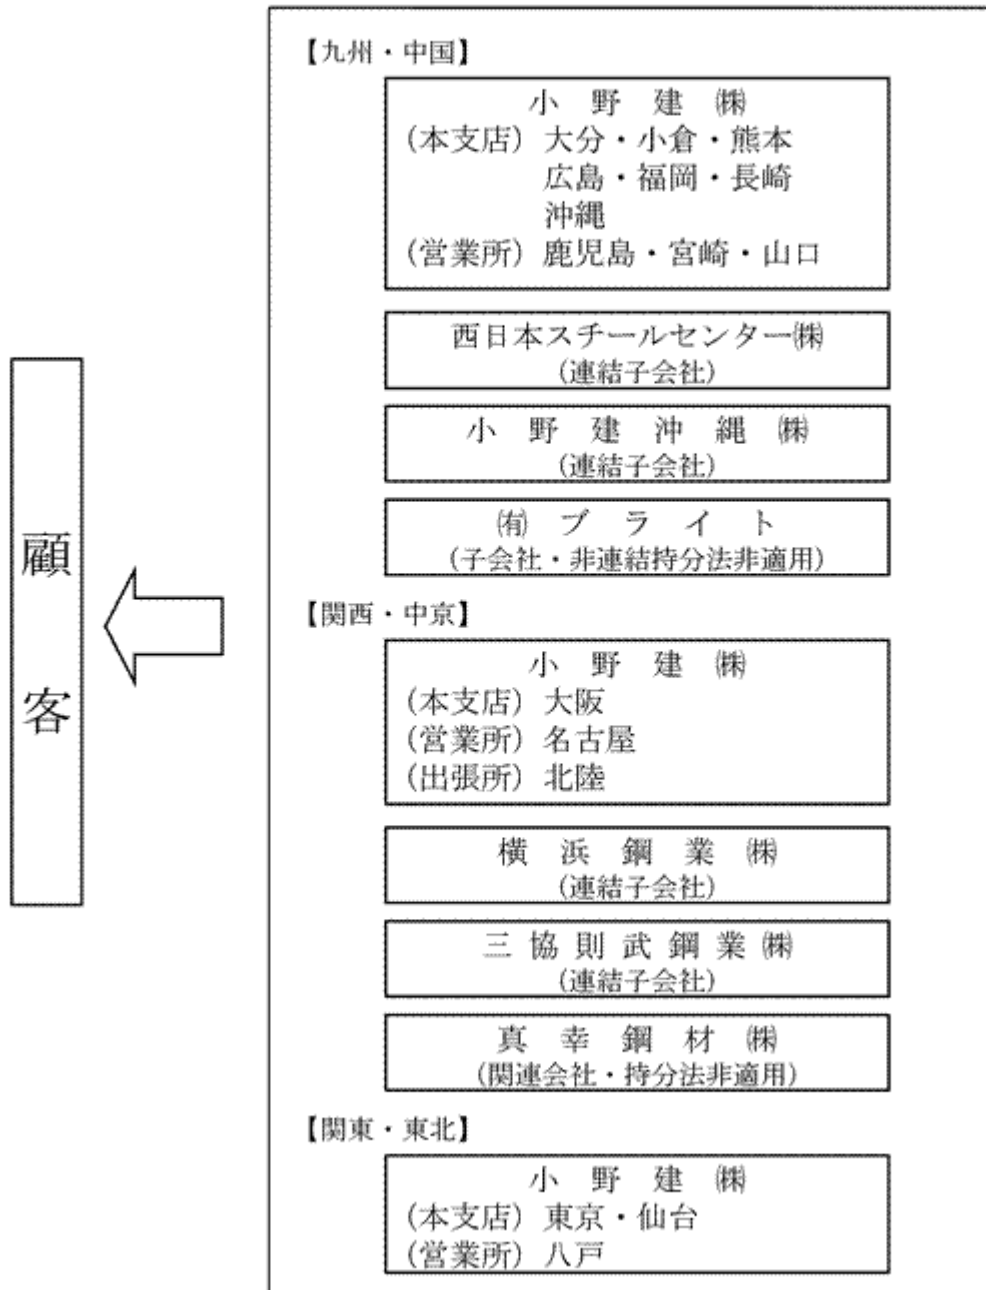 【九州・中国】
小野建㈱
(本支店) 大分・小倉・熊本
広島・福岡・長崎
沖縄
(営業所) 鹿児島・宮崎・山口
西日本スチールセンター㈱
(連結子会社)
小野建沖縄㈱
(連結子会社)
㈲ブライト
(子会社・非連結持分法非適用)
【関西・中京】
小野建㈱
(本支店) 大阪
(営業所) 名古屋
(出張所) 北陸
横浜鋼業㈱
(連結子会社)
三協則武鋼業㈱
(連結子会社)
真幸鋼材㈱
(関連会社・持分法非適用)
【関東・東北】
小野建㈱
(本支店) 東京・仙台
(営業所) 八戸
顧客